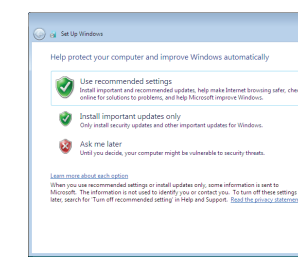 Set Up Windows
Help protect your computer and improve Windows automatically
Use recommended settings
Install important and recommended updates, help make Internet browsing safer, chec
online for solutions to problems, and help Microsoft improve Windows.
Install important updates only
Only install security updates and other important updates for Windows.
Ask me later
Until you decide, your computer might be vulnerable to security threats.
Learn more about each option
When you use recommended settings or install updates only, some information is sent to
Microsoft. The information is not used to identify you or contact you. To turn off these settings
later, search for 'Turn off recommended setting' in Help and Support. Read the privacy statemen